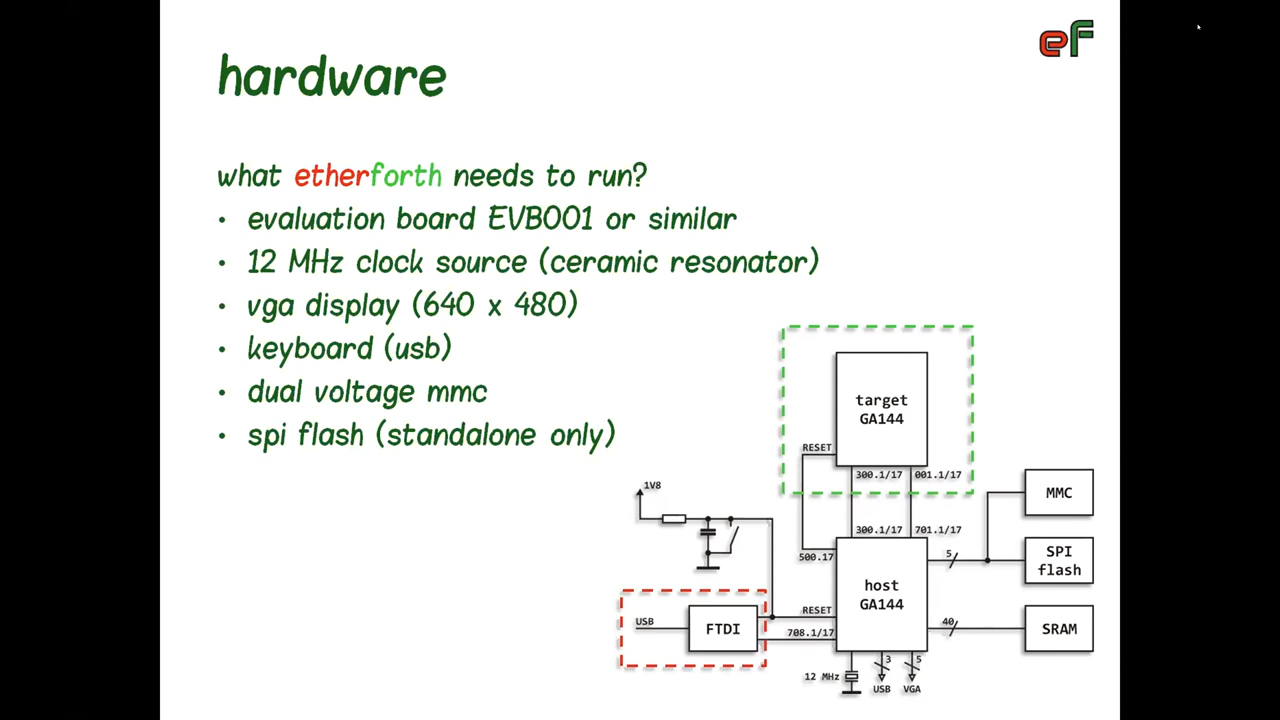 eF
hardware
what etherforth needs to run?
• evaluation board EVB001 or similar
• 12 MHz clock source (ceramic resonator)
• vga display (640 x 480)
• keyboard (usb)
• dual voltage mmc
• spi flash (standalone only)
target
GA144
RESET
300.1/17
001.1/17
1V8
MMC
300.1/17
701.1/17
500.17
5
SPI
flash
host
GA144
RESET
USB
FTDI
708.1/17
40
SRAM
12 MHz
3
5
USB
VGA